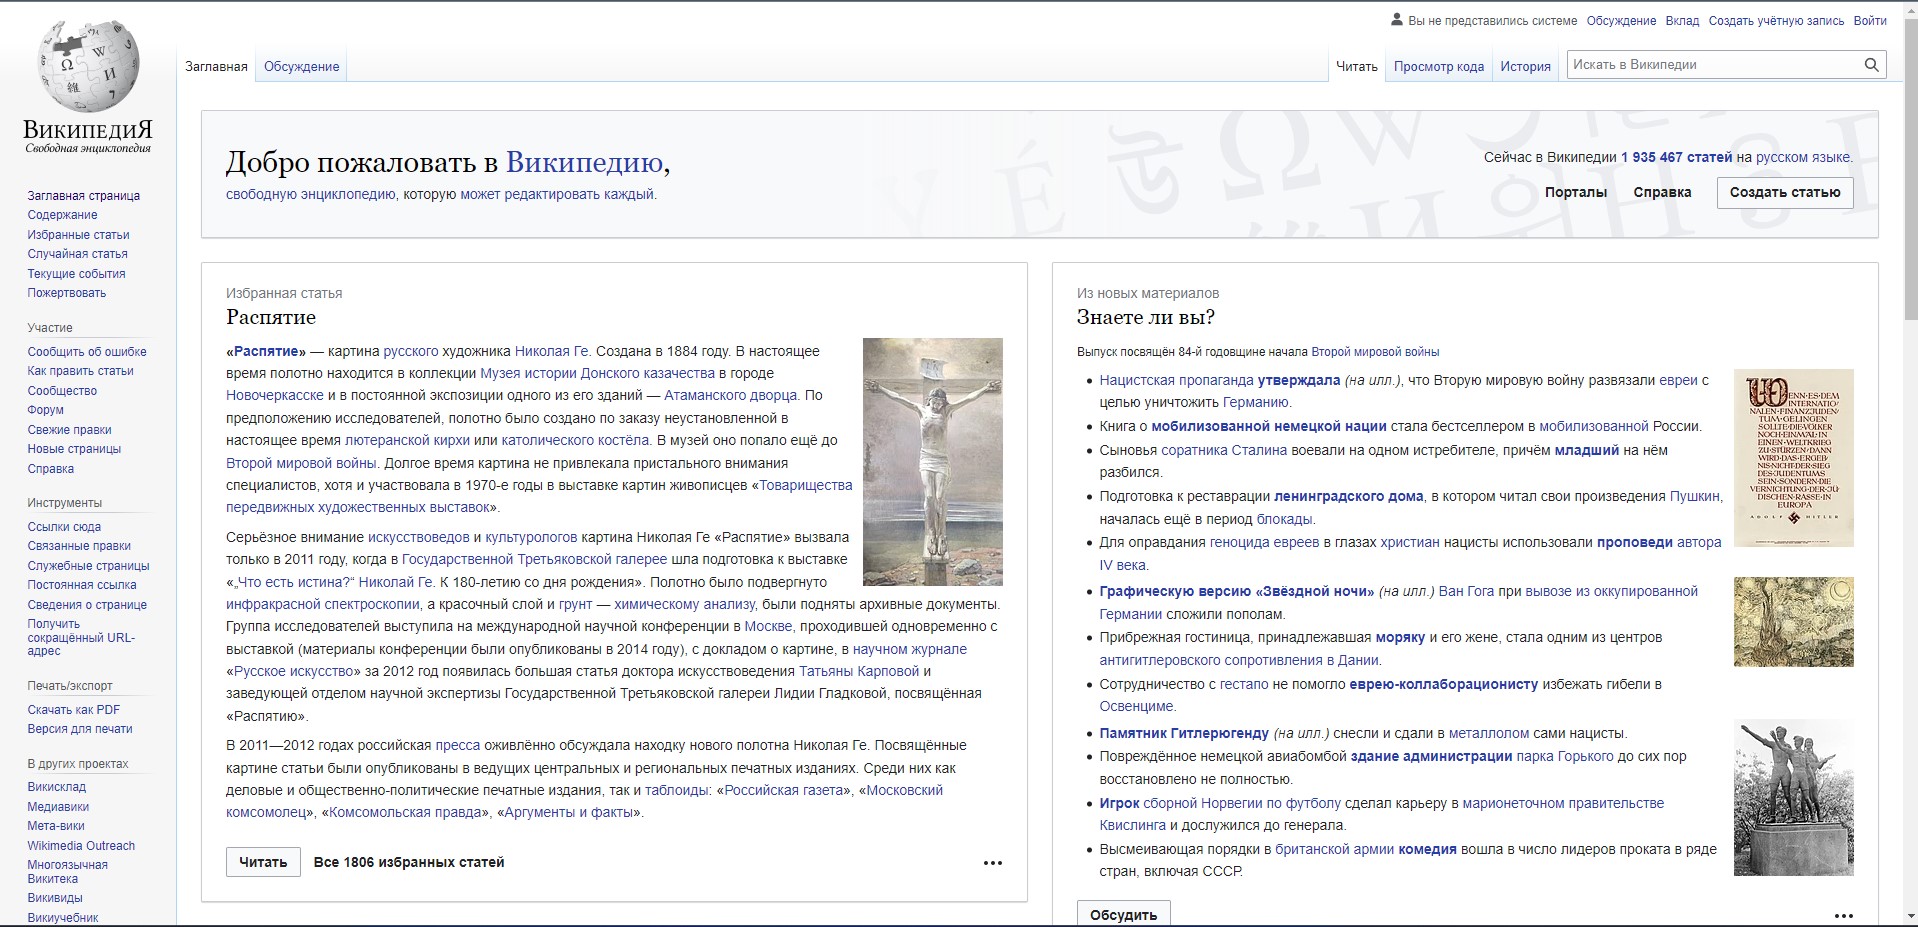 ВИКИПЕДИЯ
Свободная энциклопедия
Вы не представились системе Обсуждение Вклад Создать учётную запись Войти
Заглавная Обсуждение
Читать Просмотр кода История Искать в Википедии
Заглавная страница
Содержание
Избранные статьи
Случайная статья
Текущие события
Пожертвовать
Участие
Сообщить об ошибке
Как править статьи
Сообщество
Форум
Свежие правки
Новые страницы
Справка
Инструменты
Ссылки сюда
Связанные правки
Служебные страницы
Постоянная ссылка
Сведения о странице
Получить
сокращённый URL-
адрес
Печать/экспорт
Скачать как PDF
Версия для печати
В других проектах
Викисклад
Медиавики
Мета-вики
Wikimedia Outreach
Многоязычная
Викитека
Викивиды
Викиучебник
Добро пожаловать в Википедию,
свободную энциклопедию, которую может редактировать каждый.
Сейчас в Википедии 1 935 467 статей на русском языке.
Порталы Справка Создать статью
Избранная статья
Распятие
«Распятие» — картина русского художника Николая Ге. Создана в 1884 году. В настоящее
время полотно находится в коллекции Музея истории Донского казачества в городе
Новочеркасске и в постоянной экспозиции одного из его зданий — Атаманского дворца. По
предположению исследователей, полотно было создано по заказу неустановленной в
настоящее время лютеранской кирхи или католического костёла. В музей оно попало ещё до
Второй мировой войны. Долгое время картина не привлекала пристального внимания
специалистов, хотя и участвовала в 1970-е годы в выставке картин живописцев «Товарищества
передвижных художественных выставок».
Серьёзное внимание искусствоведов и культурологов картина Николая Ге «Распятие» вызвала
только в 2011 году, когда в Государственной Третьяковской галерее шла подготовка к выставке
«„Что есть истина?“ Николай Ге. К 180-летию со дня рождения». Полотно было подвергнуто
инфракрасной спектроскопии, а красочный слой и грунт — химическому анализу, были подняты архивные документы.
Группа исследователей выступила на международной научной конференции в Москве, проходившей одновременно с
выставкой (материалы конференции были опубликованы в 2014 году), с докладом о картине, в научном журнале
«Русское искусство» за 2012 год появилась большая статья доктора искусствоведения Татьяны Карповой и
заведующей отделом научной экспертизы Государственной Третьяковской галереи Лидии Гладковой, посвящённая
«Распятию».
В 2011—2012 годах российская пресса оживлённо обсуждала находку нового полотна Николая Ге. Посвящённые
картине статьи были опубликованы в ведущих центральных и региональных печатных изданиях. Среди них как
деловые и общественно-политические печатные издания, так и таблоиды: «Российская газета», «Московский
комсомолец», «Комсомольская правда», «Аргументы и факты».
Читать Все 1806 избранных статей
Из новых материалов
Знаете ли вы?
Выпуск посвящён 84-й годовщине начала Второй мировой войны
Нацистская пропаганда утверждала (на илл.), что Вторую мировую войну развязали евреи с
целью уничтожить Германию.
Книга о мобилизованной немецкой нации стала бестселлером в мобилизованной России.
Сыновья соратника Сталина воевали на одном истребителе, причём младший на нём
разбился.
Подготовка к реставрации ленинградского дома, в котором читал свои произведения Пушкин,
началась ещё в период блокады.
Для оправдания геноцида евреев в глазах христиан нацисты использовали проповеди автора
IV века.
Графическую версию «Звёздной ночи» (на илл.) Ван Гога при вывозе из оккупированной
Германии сложили пополам.
Прибрежная гостиница, принадлежавшая моряку и его жене, стала одним из центров
антигитлеровского сопротивления в Дании.
Сотрудничество с гестапо не помогло еврею-коллаборационисту избежать гибели в
Освенциме.
Памятник Гитлерюгенду (на илл.) снесли и сдали в металлолом сами нацисты.
Повреждённое немецкой авиабомбой здание администрации парка Горького до сих пор
восстановлено не полностью.
Игрок сборной Норвегии по футболу сделал карьеру в марионеточном правительстве
Квислинга и дослужился до генерала.
Высмеивающая порядки в британской армии комедия вошла в число лидеров проката в ряде
стран, включая СССР.
Обсудить
WENN·ES·DEM
INTERNATIO/
NALEN·FINANZJUDEN/
TUM·GELINGEN
SOLLTE·DIE·VÖLKER
NOCH·EINMAL·IN
EINEN·WELTKRIEG
ZU·STÜRZEN·DANN
WIRD·DAS·ERGEB/
NIS·NICHT·DER·SIEG
DES·JUDENTUMS
SEIN·SONDERN·DIE
VERNICHTUNG·DER·JÜ/
DISCHEN·RASSE·IN
EUROPA
ADOLF HITLER